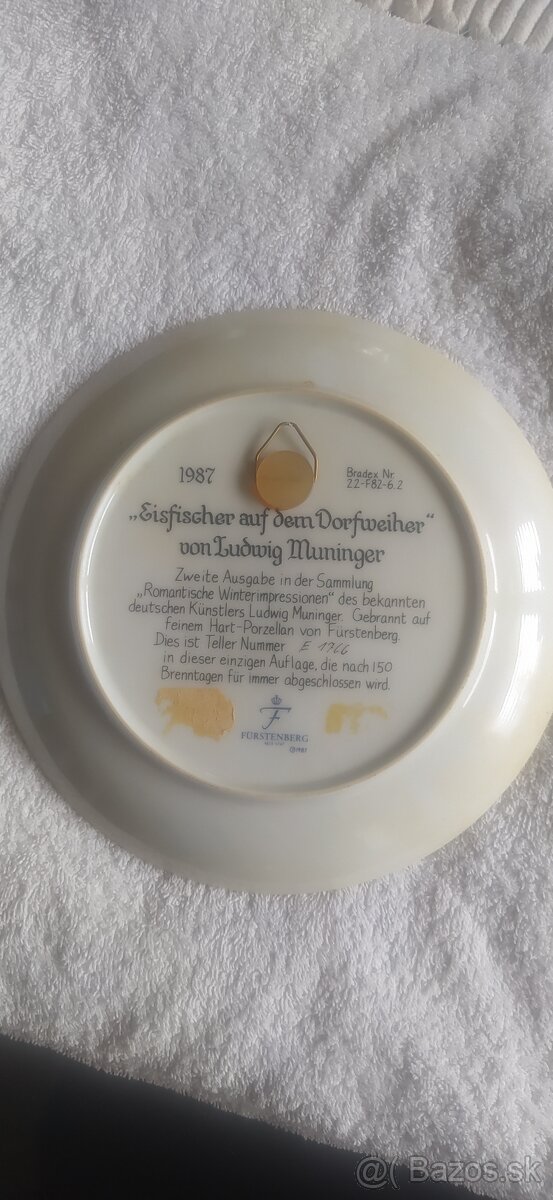 1987
Bradex Nr.
22-F82-6.2
„Eisfischer auf dem Dorfweiher“
von Ludwig Muninger
Zweite Ausgabe in der Sammlung
„Romantische Winterimpressionen“ des bekannten
deutschen Künstlers Ludwig Muninger. Gebrannt auf
feinem Hart-Porzellan von Fürstenberg.
Dies ist Teller Nummer E 1766
in dieser einzigen Auflage, die nach 150
Brenntagen für immer abgeschlossen wird.
F
FÜRSTENBERG
SEIT 1747
©1987
@( Bazos.sk